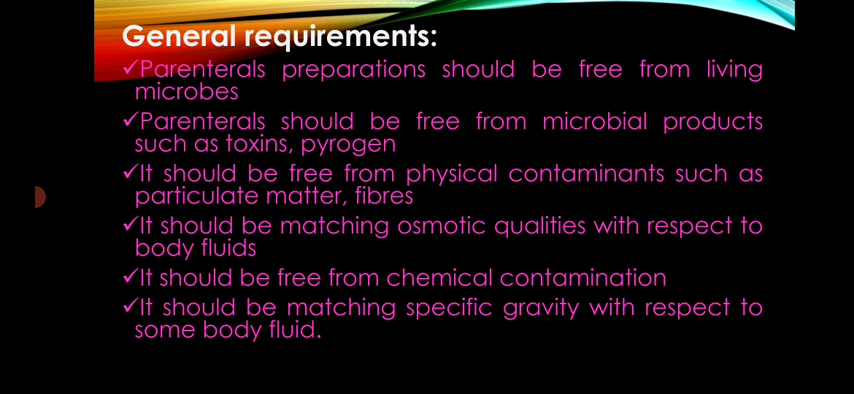 General requirements:
✓Parenterals preparations should be free from living
microbes
✓Parenterals should be free from microbial products
such as toxins, pyrogen
✓It should be free from physical contaminants such as
particulate matter, fibres
✓It should be matching osmotic qualities with respect to
body fluids
✓It should be free from chemical contamination
✓It should be matching specific gravity with respect to
some body fluid.